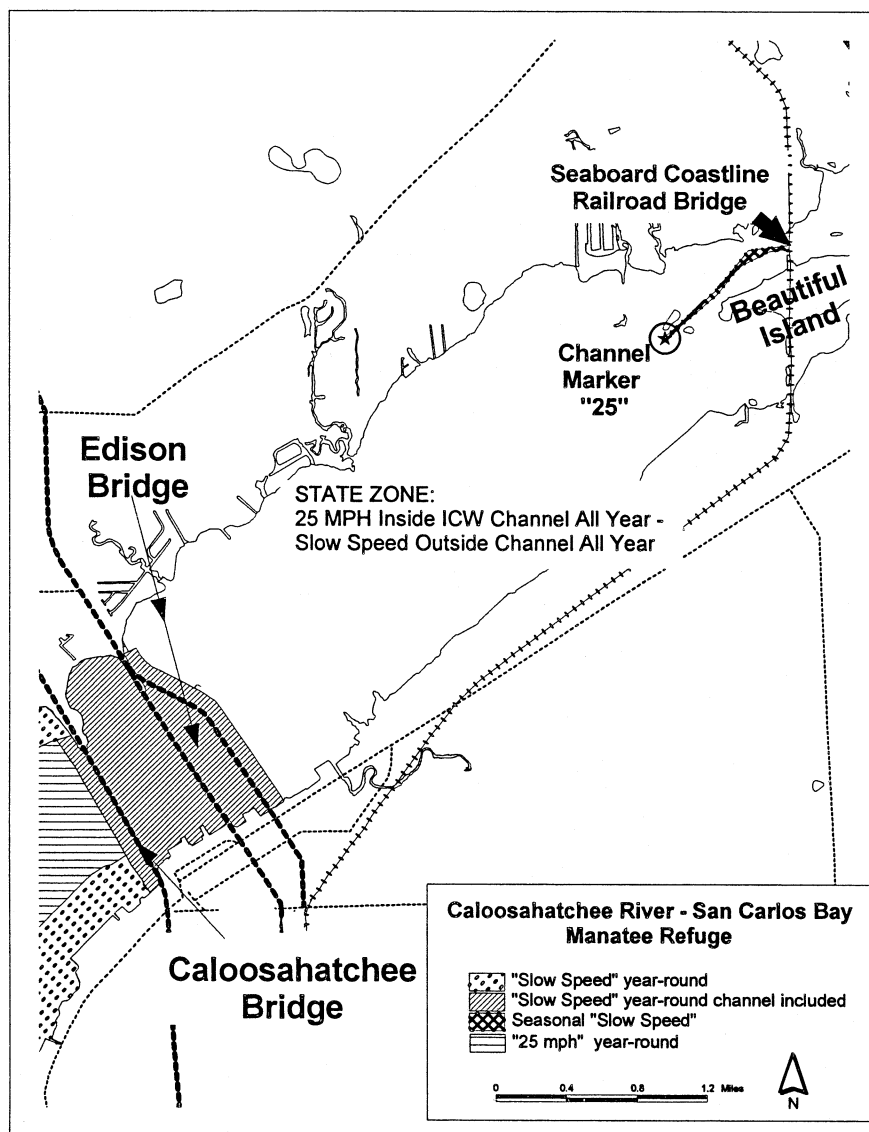 Seaboard Coastline
Railroad Bridge
Beautiful
Island
Channel
Marker
"25"
Edison
Bridge
STATE ZONE:
25 MPH Inside ICW Channel All Year -
Slow Speed Outside Channel All Year
Caloosahatchee
Bridge
Caloosahatchee River - San Carlos Bay
Manatee Refuge
"Slow Speed" year-round
"Slow Speed" year-round channel included
Seasonal "Slow Speed"
"25 mph" year-round
0 0.4 0.8 1.2 Miles
N